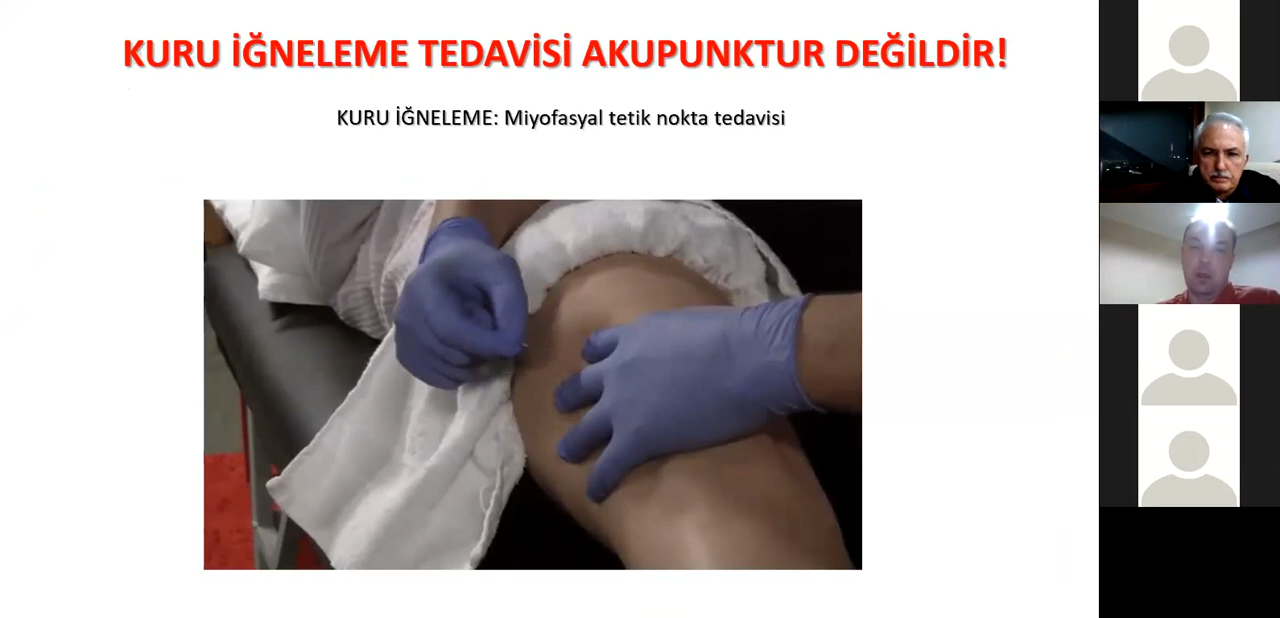 KURU İĞNELEME TEDAVİSİ AKUPUNKTUR DEĞİLDİR!
KURU İĞNELEME: Miyofasyal tetik nokta tedavisi